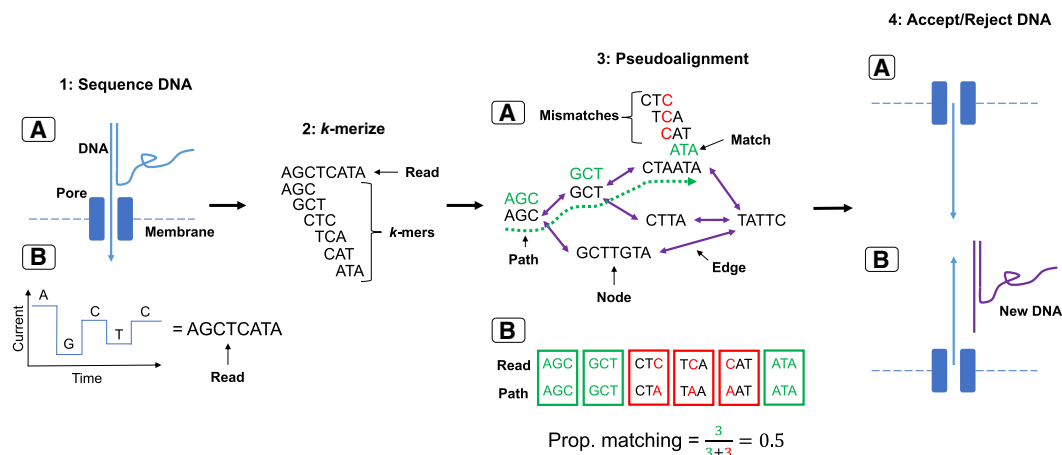 1: Sequence DNA
A
DNA
Pore
Membrane
B
Current
A
G
C
T
C
Time
= AGCTCATA
Read
2: k-merize
AGCTCATA
Read
AGC
GCT
CTC
TCA
CAT
ATA
k-mers
3: Pseudoalignment
A
Mismatches
CTC
TCA
CAT
ATA
Match
AGC
GCT
CTAATA
AGC
GCT
CTTA
TATTC
GCTTGTA
Path
Node
Edge
B
Read AGC GCT CTC TCA CAT ATA
Path AGC GCT CTA TAA AAT ATA
Prop. matching = 3/3+3 = 0.5
4: Accept/Reject DNA
A
B
New DNA